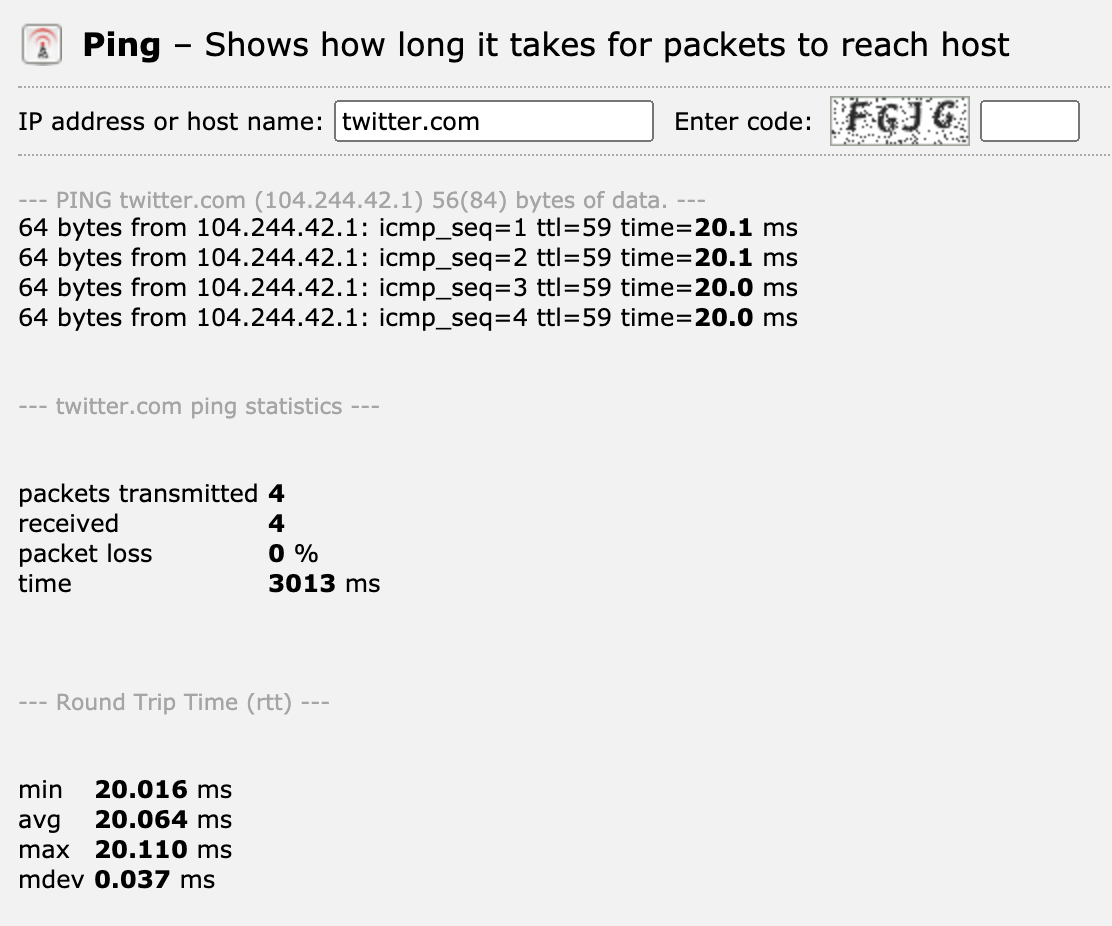 Ping – Shows how long it takes for packets to reach host
IP address or host name: twitter.com Enter code: FGJG
--- PING twitter.com (104.244.42.1) 56(84) bytes of data. ---
64 bytes from 104.244.42.1: icmp_seq=1 ttl=59 time=20.1 ms
64 bytes from 104.244.42.1: icmp_seq=2 ttl=59 time=20.1 ms
64 bytes from 104.244.42.1: icmp_seq=3 ttl=59 time=20.0 ms
64 bytes from 104.244.42.1: icmp_seq=4 ttl=59 time=20.0 ms
--- twitter.com ping statistics ---
packets transmitted 4
received 4
packet loss 0 %
time 3013 ms
--- Round Trip Time (rtt) ---
min 20.016 ms
avg 20.064 ms
max 20.110 ms
mdev 0.037 ms